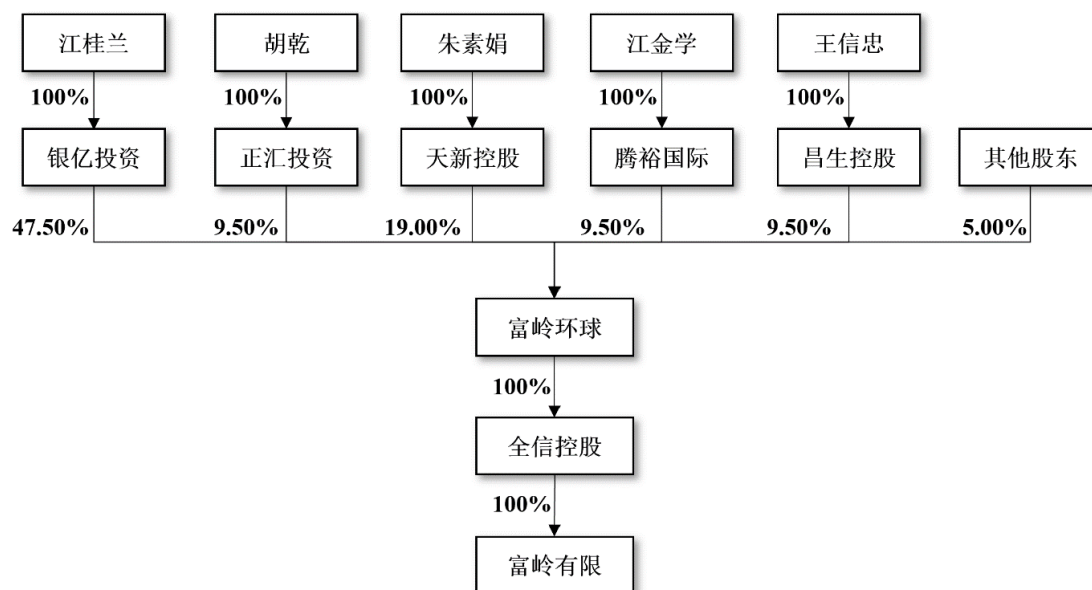 江桂兰
胡乾
朱素娟
江金学
王信忠
100%
100%
100%
100%
100%
银亿投资
正汇投资
天新控股
腾裕国际
昌生控股
其他股东
47.50%
9.50%
19.00%
9.50%
9.50%
5.00%
富岭环球
100%
全信控股
100%
富岭有限